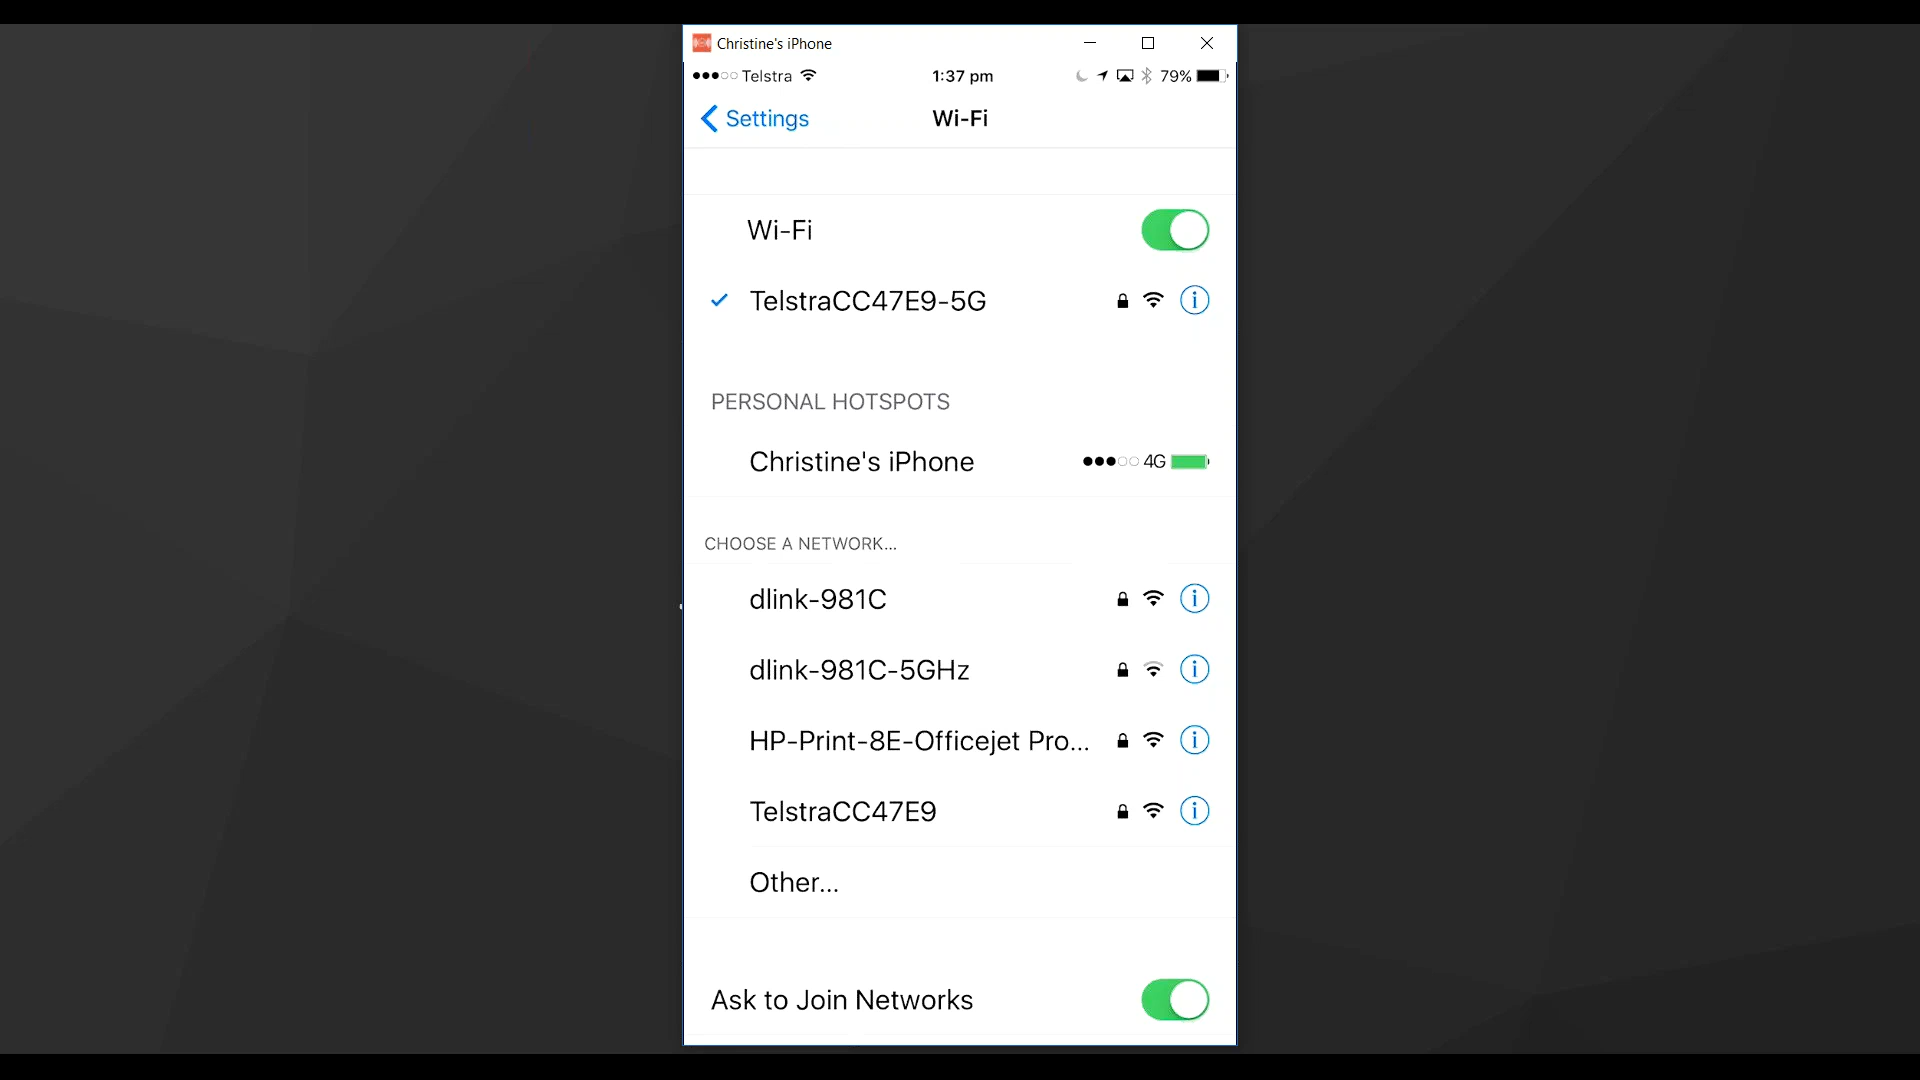 Christine's iPhone
Telstra 1:37 pm 79%
Settings Wi-Fi
Wi-Fi
TelstraCC47E9-5G
PERSONAL HOTSPOTS
Christine's iPhone 4G
CHOOSE A NETWORK...
dlink-981C
dlink-981C-5GHz
HP-Print-8E-Officejet Pro...
TelstraCC47E9
Other...
Ask to Join Networks